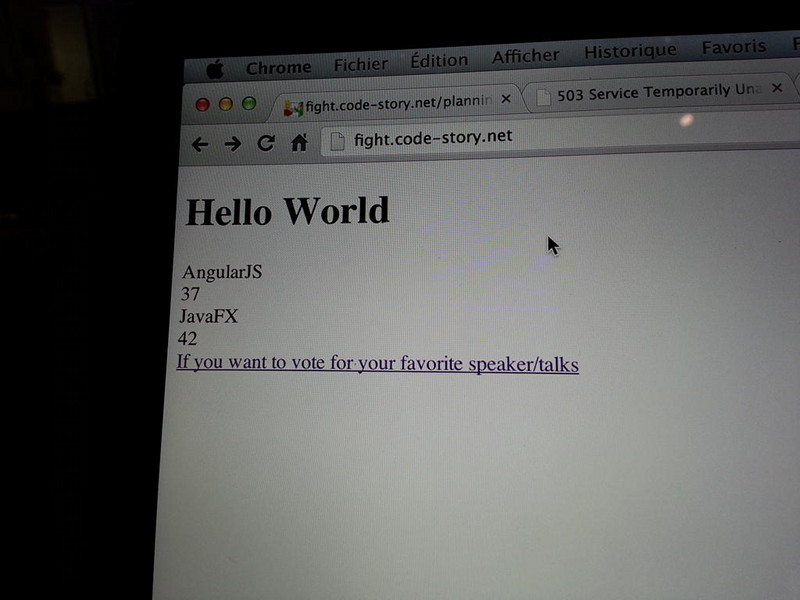 Chrome Fichier Édition Afficher Historique Favoris
fight.code-story.net/plannin 503 Service Temporarily Una
fight.code-story.net
Hello World
AngularJS
37
JavaFX
42
If you want to vote for your favorite speaker/talks